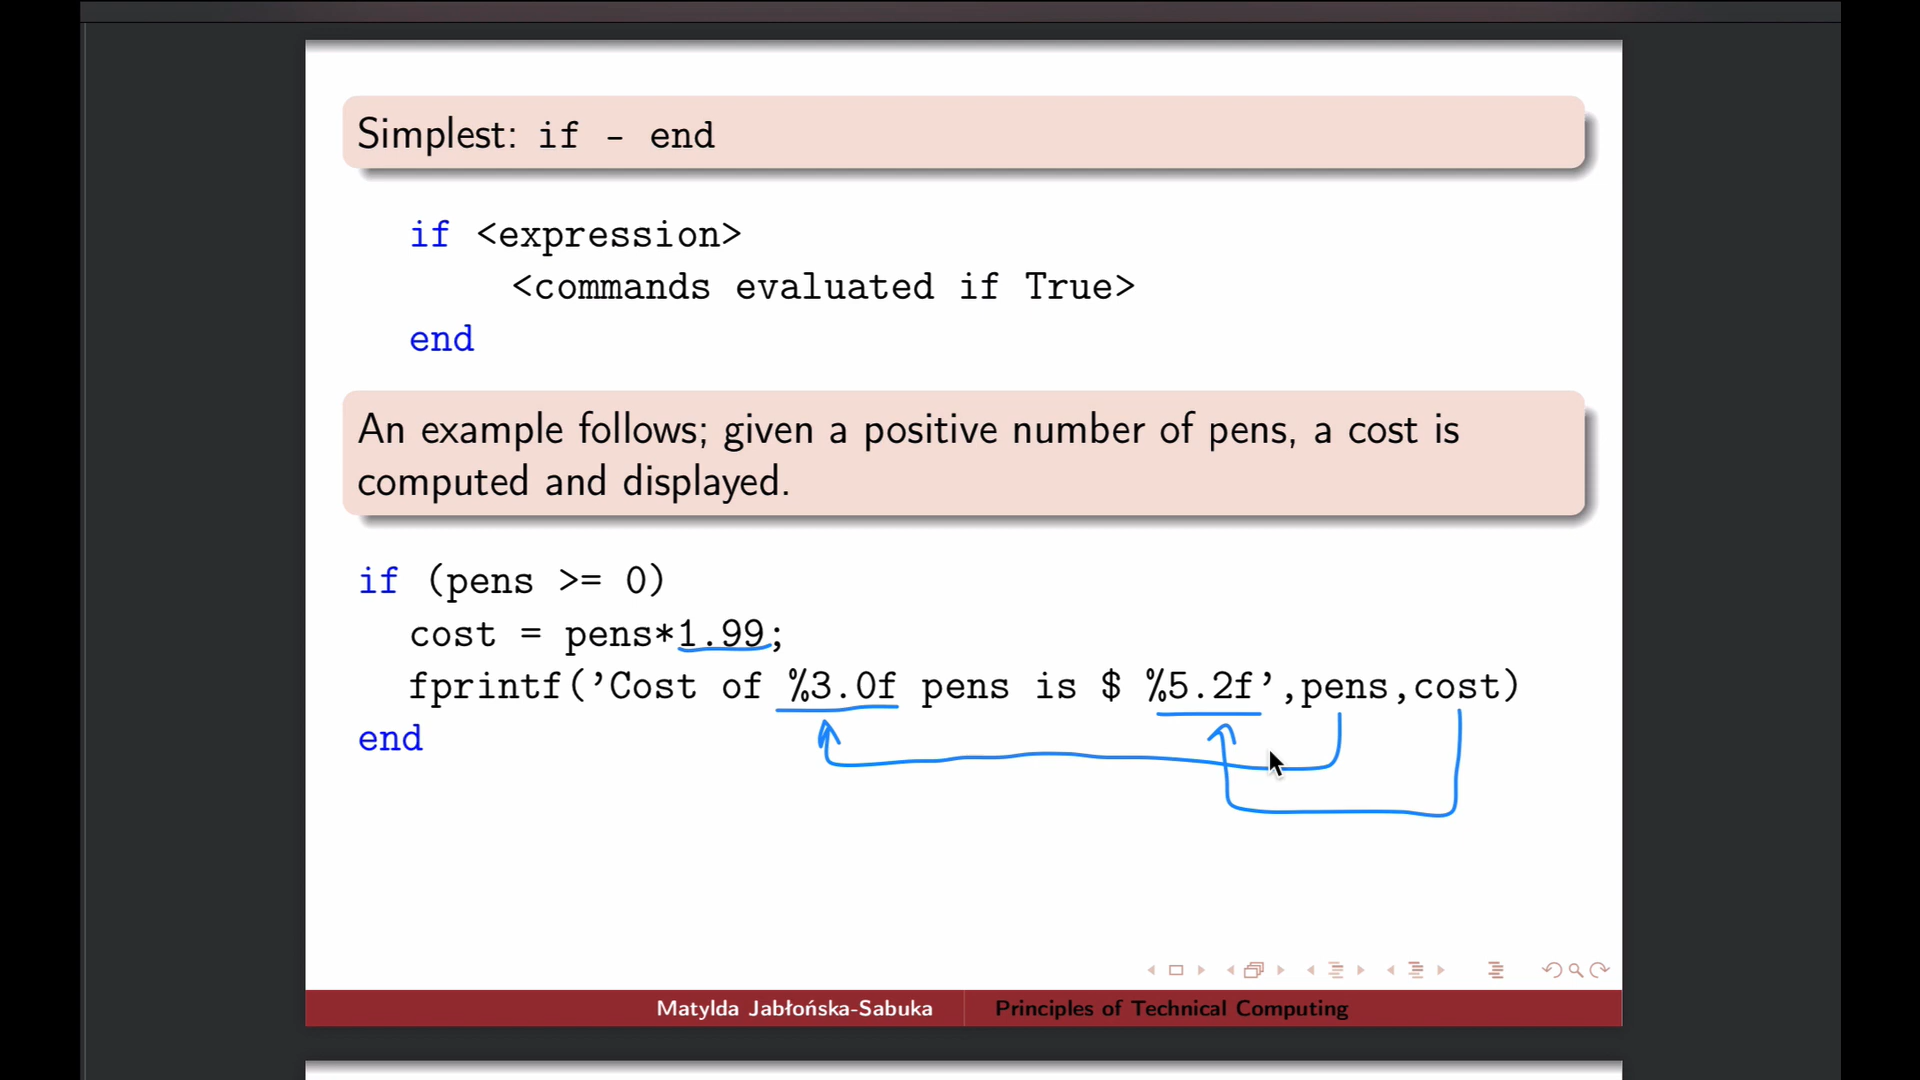 Simplest: if - end
if <expression>
<commands evaluated if True>
end
An example follows; given a positive number of pens, a cost is
computed and displayed.
if (pens >= 0)
cost = pens*1.99;
fprintf(’Cost of %3.0f pens is $ %5.2f’,pens,cost)
end
Matylda Jabłońska-Sabuka Principles of Technical Computing